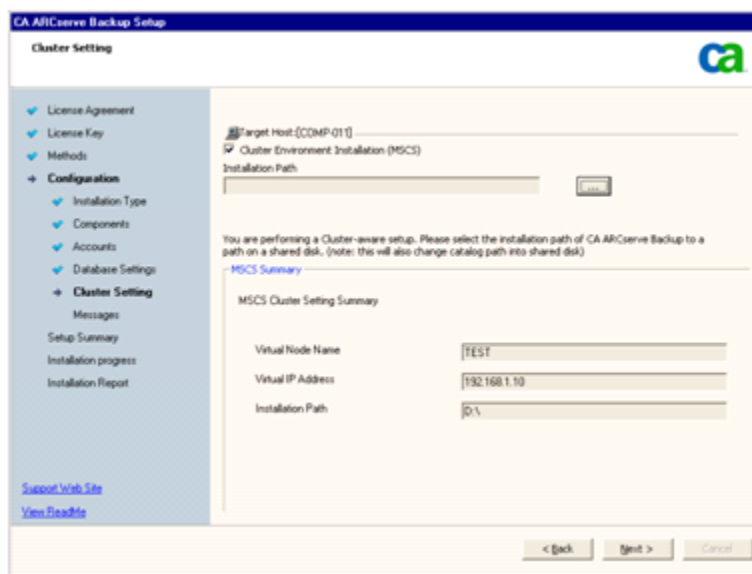 CA ARCserve Backup Setup
Cluster Setting
ca
License Agreement
License Key
Methods
Configuration
Installation Type
Components
Accounts
Database Settings
Cluster Setting
Messages
Setup Summary
Installation progress
Installation Report
Support Web Site
View ReadMe
Target Host:[COMP-011]
Cluster Environment Installation (MSCS)
Installation Path
...
You are performing a Cluster-aware setup. Please select the installation path of CA ARCserve Backup to a
path on a shared disk. (note: this will also change catalog path into shared disk)
MSCS Summary
MSCS Cluster Setting Summary
Virtual Node Name
TEST
Virtual IP Address
192.168.1.10
Installation Path
D:\
< Back
Next >
Cancel